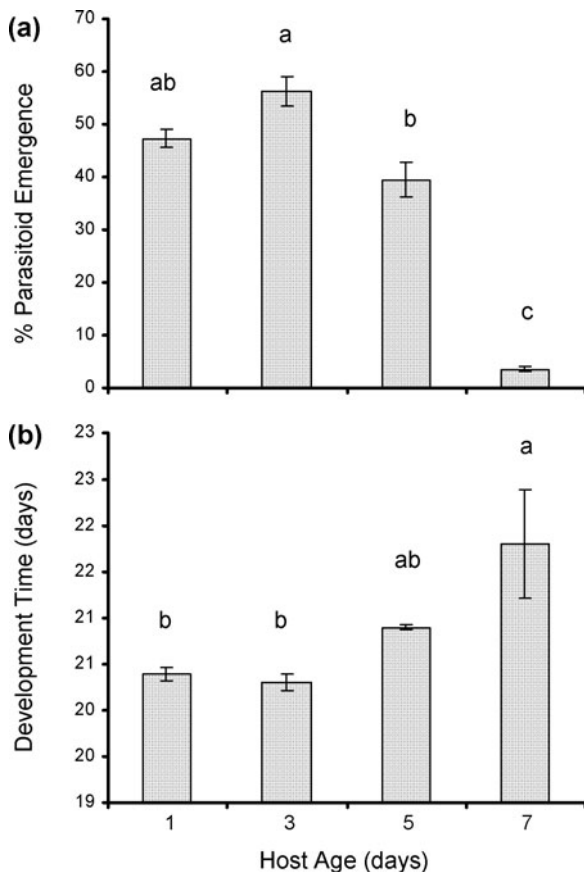 (a)
% Parasitoid Emergence
70
60
50
40
30
20
10
0
ab
a
b
c
(b)
Development Time (days)
23
23
22
22
21
21
20
20
19
b
b
ab
a
1 3 5 7
Host Age (days)